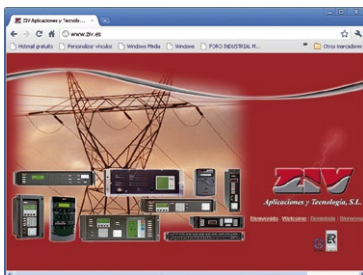 ZIV Aplicaciones y Tecnolo...
www.ziv.es
Hotmail gratuito
Personalizar vínculos
Windows Media
Windows
FORO INDUSTRIAL M...
Otros marcadores
ZIV
Aplicaciones y Tecnología, S.L.
Bienvenido Welcome
ER